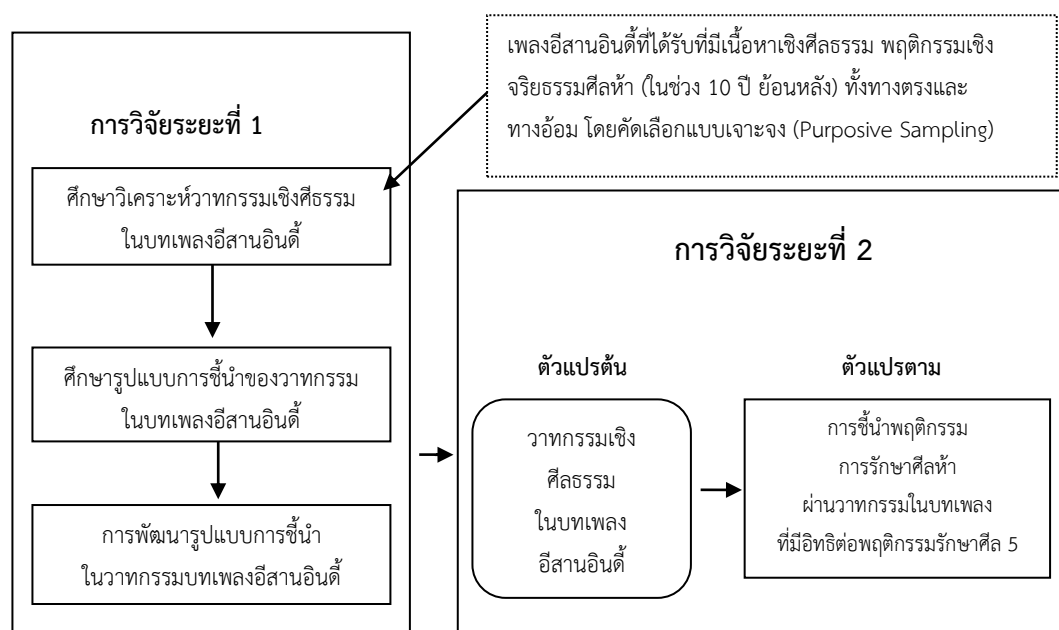 เพลงอีสานอินดี้ที่ได้รับที่มีเนื้อหาเชิงศีลธรรม พฤติกรรมเชิง
จริยธรรมศีลห้า (ในช่วง 10 ปี ย้อนหลัง) ทั้งทางตรงและ
ทางอ้อม โดยคัดเลือกแบบเจาะจง (Purposive Sampling)
การวิจัยระยะที่ 1
ศึกษาวิเคราะห์วาทกรรมเชิงศีธรรม
ในบทเพลงอีสานอินดี้
ศึกษารูปแบบการชี้นำของวาทกรรม
ในบทเพลงอีสานอินดี้
การพัฒนารูปแบบการชี้นำ
ในวาทกรรมบทเพลงอีสานอินดี้
การวิจัยระยะที่ 2
ตัวแปรต้น
วาทกรรมเชิง
ศีลธรรม
ในบทเพลง
อีสานอินดี้
ตัวแปรตาม
การชี้นำพฤติกรรม
การรักษาศีลห้า
ผ่านวาทกรรมในบทเพลง
ที่มีอิทธิต่อพฤติกรรมรักษาศีล 5